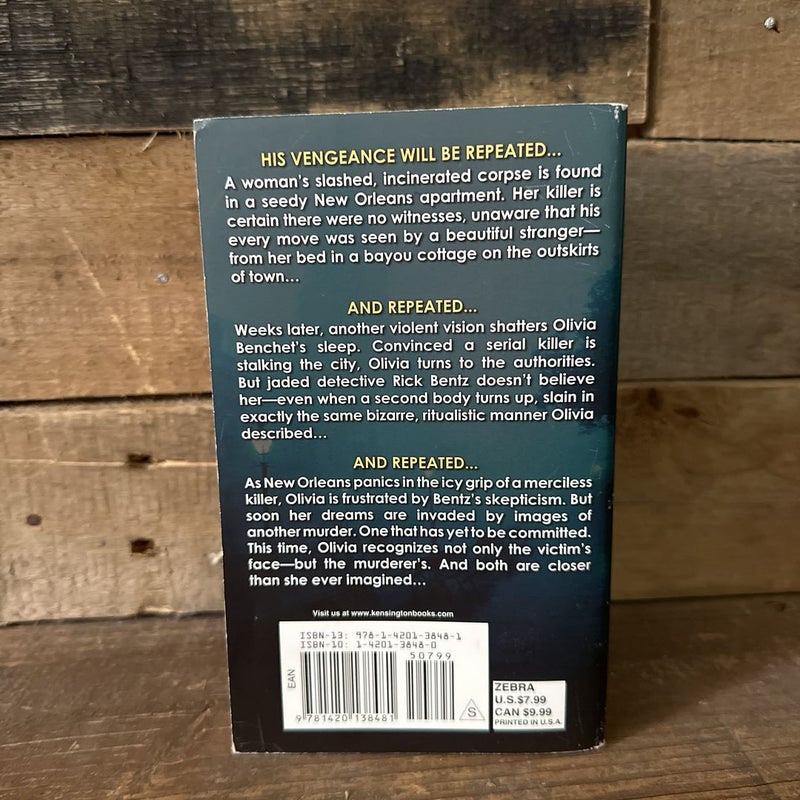 HIS VENGEANCE WILL BE REPEATED...
A woman's slashed, incinerated corpse is found
in a seedy New Orleans apartment. Her killer is
certain there were no witnesses, unaware that his
every move was seen by a beautiful stranger—
from her bed in a bayou cottage on the outskirts
of town...
AND REPEATED...
Weeks later, another violent vision shatters Olivia
Benchet's sleep. Convinced a serial killer is
stalking the city, Olivia turns to the authorities.
But jaded detective Rick Bentz doesn't believe
her—even when a second body turns up, slain in
exactly the same bizarre, ritualistic manner Olivia
described...
AND REPEATED...
As New Orleans panics in the icy grip of a merciless
killer, Olivia is frustrated by Bentz's skepticism. But
soon her dreams are invaded by images of
another murder. One that has yet to be committed.
This time, Olivia recognizes not only the victim's
face—but the murderer's. And both are closer
than she ever imagined...
Visit us at www.kensingtonbooks.com
ISBN-13: 978-1-4201-3848-1
ISBN-10: 1-4201-3848-0
50799
EAN
9 781420 138481
S
ZEBRA
U.S.$7.99
CAN $9.99
PRINTED IN U.S.A.